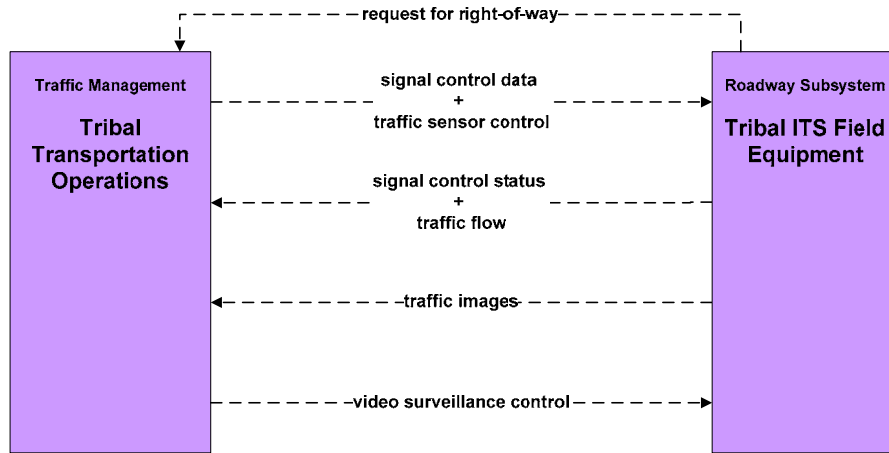 request for right-of-way
Traffic Management
Tribal
Transportation
Operations
signal control data
+
traffic sensor control
signal control status
+
traffic flow
traffic images
video surveillance control
Roadway Subsystem
Tribal ITS Field
Equipment